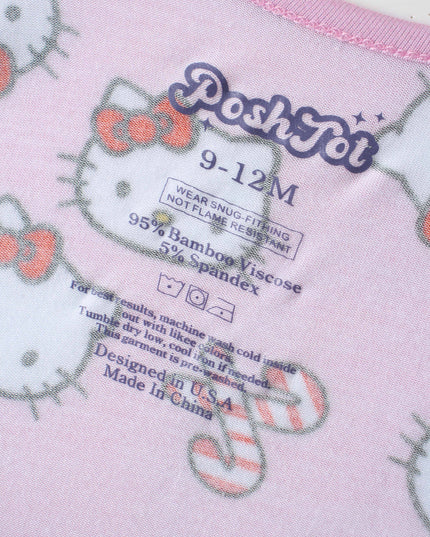 PoshTot
9-12M
WEAR SNUG-FITTING
NOT FLAME RESISTANT
95% Bamboo Viscose
5% Spandex
For best results, machine wash cold inside
out with likee colors.
Tumble dry low, cool iron if needed.
This garment is pre-washed.
Designed in U.S.A
Made In China